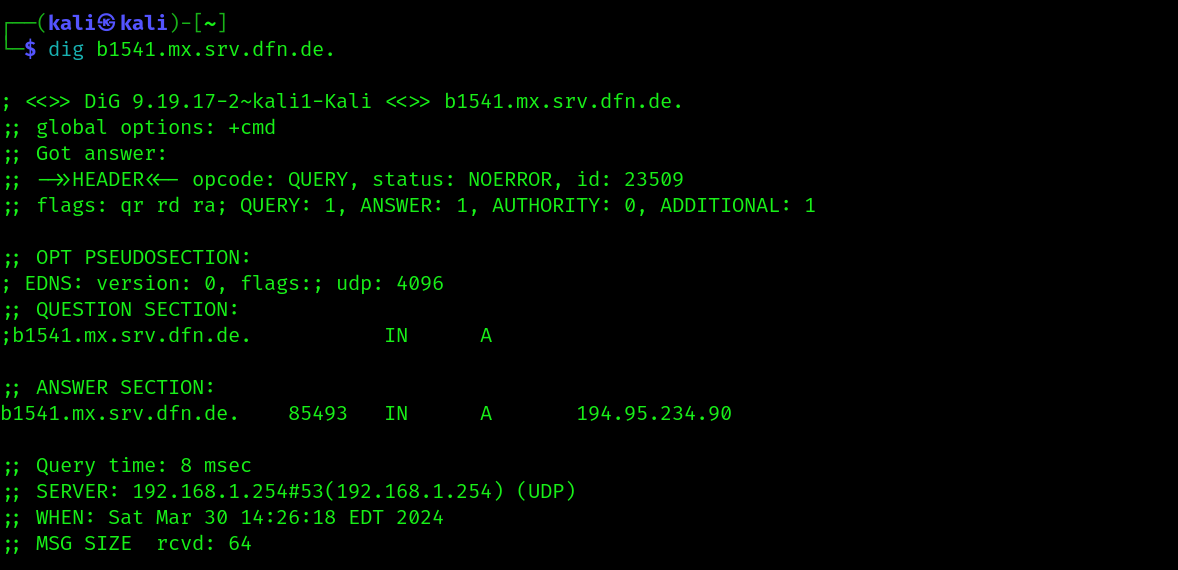 ┌──(kali㉿kali)-[~]
└─$ dig b1541.mx.srv.dfn.de.
; <<>> DiG 9.19.17-2~kali1-Kali <<>> b1541.mx.srv.dfn.de.
;; global options: +cmd
;; Got answer:
;; ->>HEADER<<- opcode: QUERY, status: NOERROR, id: 23509
;; flags: qr rd ra; QUERY: 1, ANSWER: 1, AUTHORITY: 0, ADDITIONAL: 1
;; OPT PSEUDOSECTION:
; EDNS: version: 0, flags:; udp: 4096
;; QUESTION SECTION:
;b1541.mx.srv.dfn.de. IN A
;; ANSWER SECTION:
b1541.mx.srv.dfn.de. 85493 IN A 194.95.234.90
;; Query time: 8 msec
;; SERVER: 192.168.1.254#53(192.168.1.254) (UDP)
;; WHEN: Sat Mar 30 14:26:18 EDT 2024
;; MSG SIZE  rcvd: 64